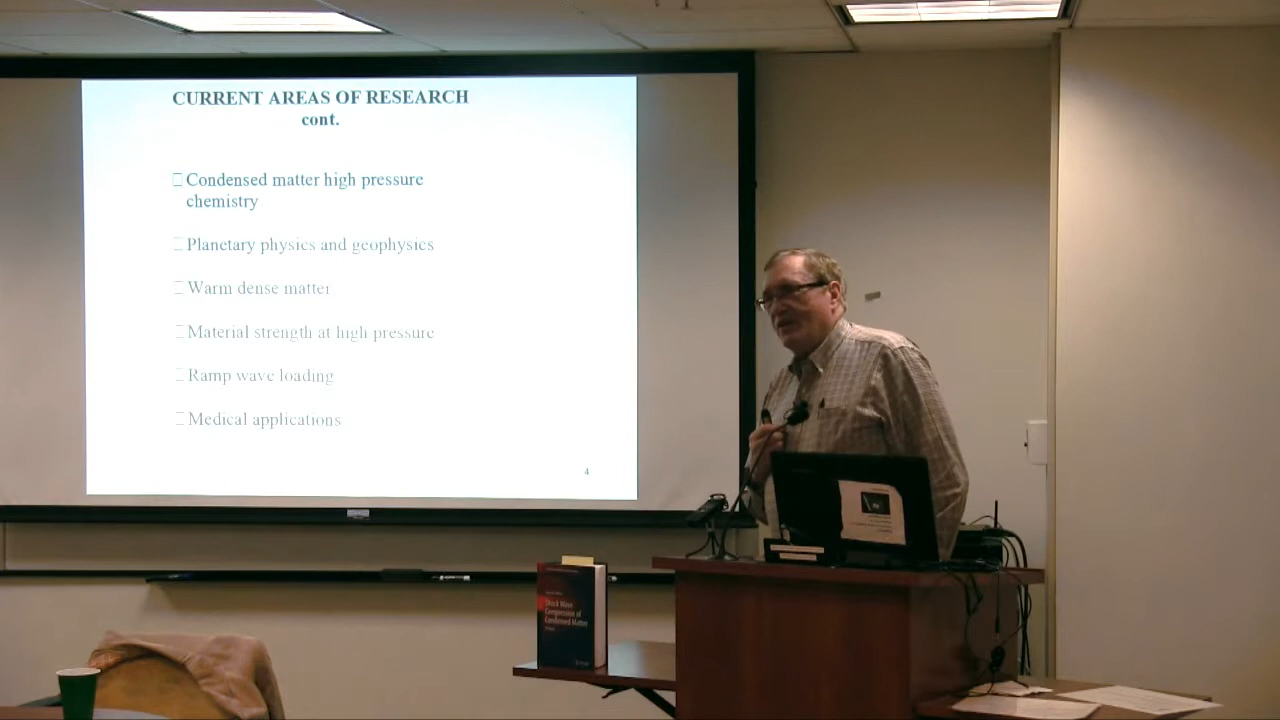 CURRENT AREAS OF RESEARCH
cont.
Condensed matter high pressure
chemistry
Planetary physics and geophysics
Warm dense matter
Material strength at high pressure
Ramp wave loading
Medical applications
4
Shock Wave
Compression of
Condensed Matter